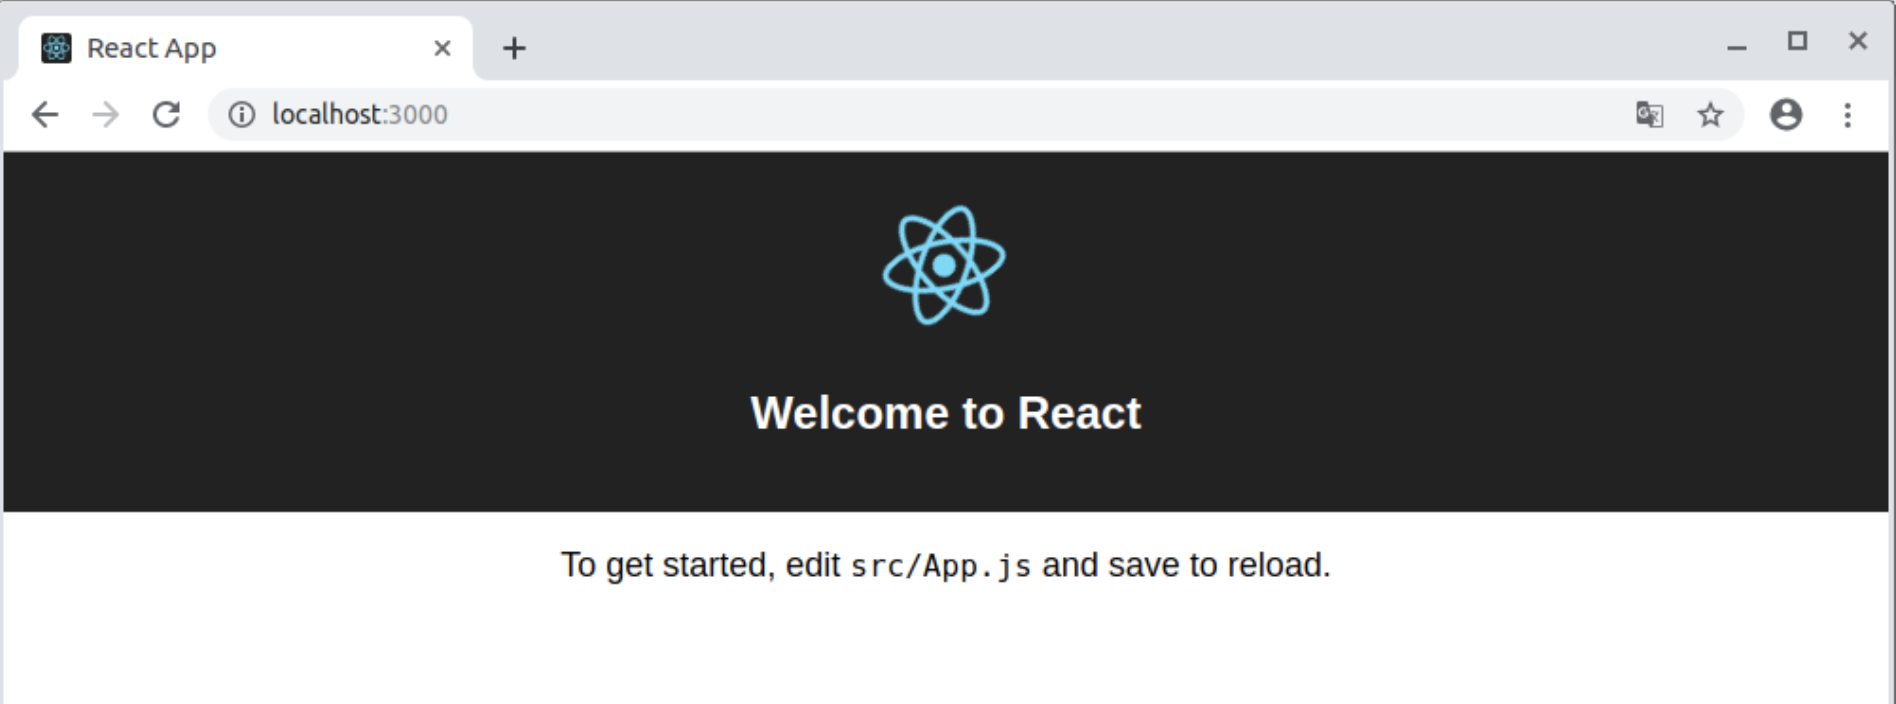 React App
localhost:3000
Welcome to React
To get started, edit src/App.js and save to reload.